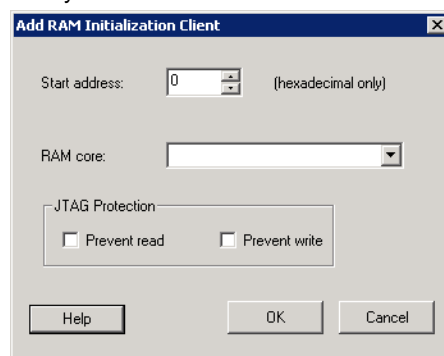 Add RAM Initialization Client
Start address: 0 (hexadecimal only)
RAM core:
JTAG Protection
Prevent read Prevent write
Help OK Cancel